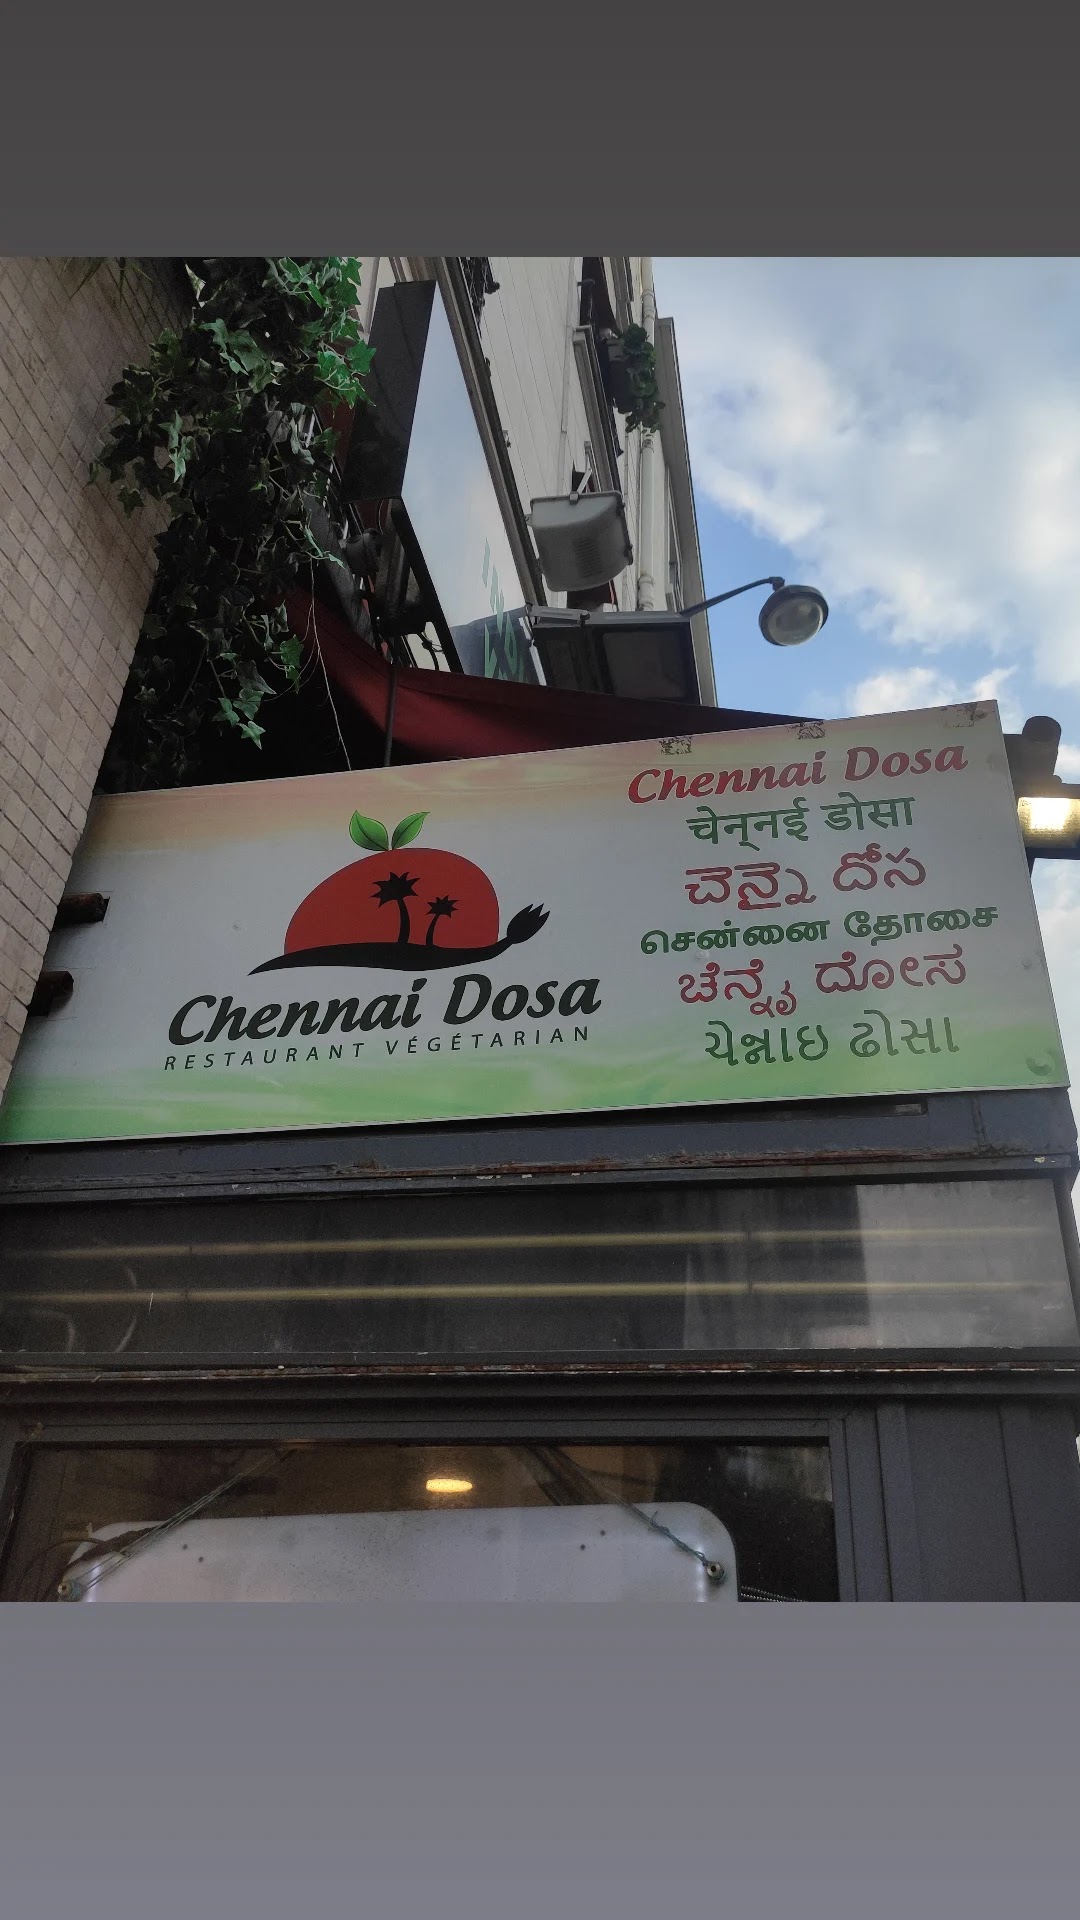 Chennai Dosa
RESTAURANT VÉGÉTARIAN
Chennai Dosa
चेन्‌नई डोसा
చెన్నై దోస
சென்னை தோசை
ಚೆನ್ನೈ ದೋಸ
ચેન્નાઇ ઢોસા